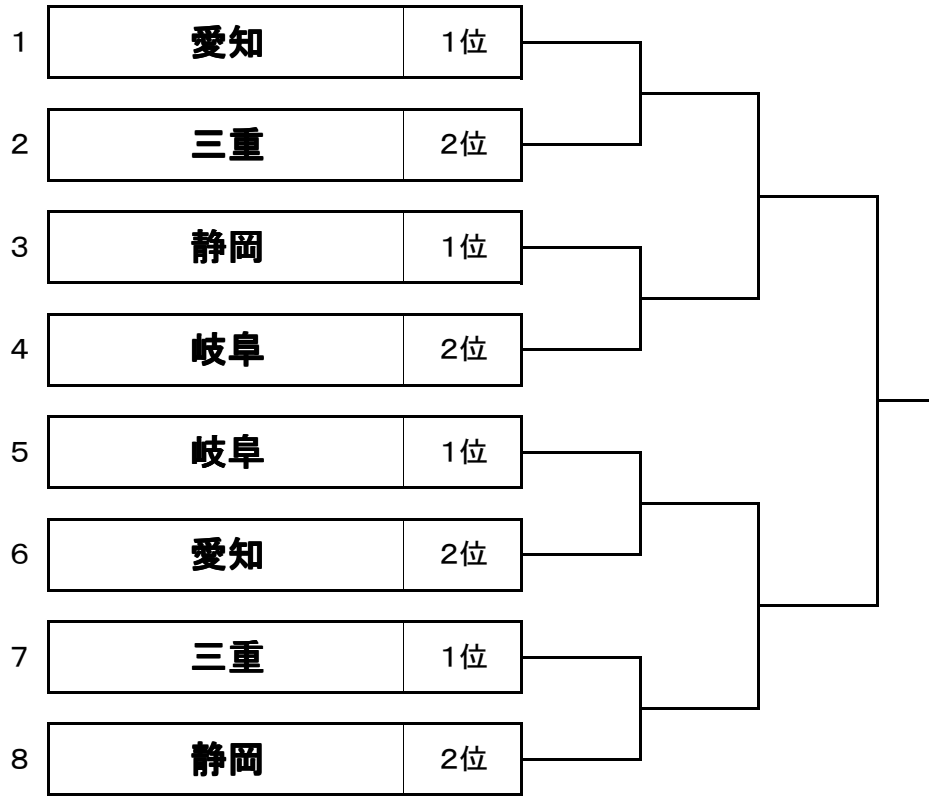 1 愛知 1位
2 三重 2位
3 静岡 1位
4 岐阜 2位
5 岐阜 1位
6 愛知 2位
7 三重 1位
8 静岡 2位